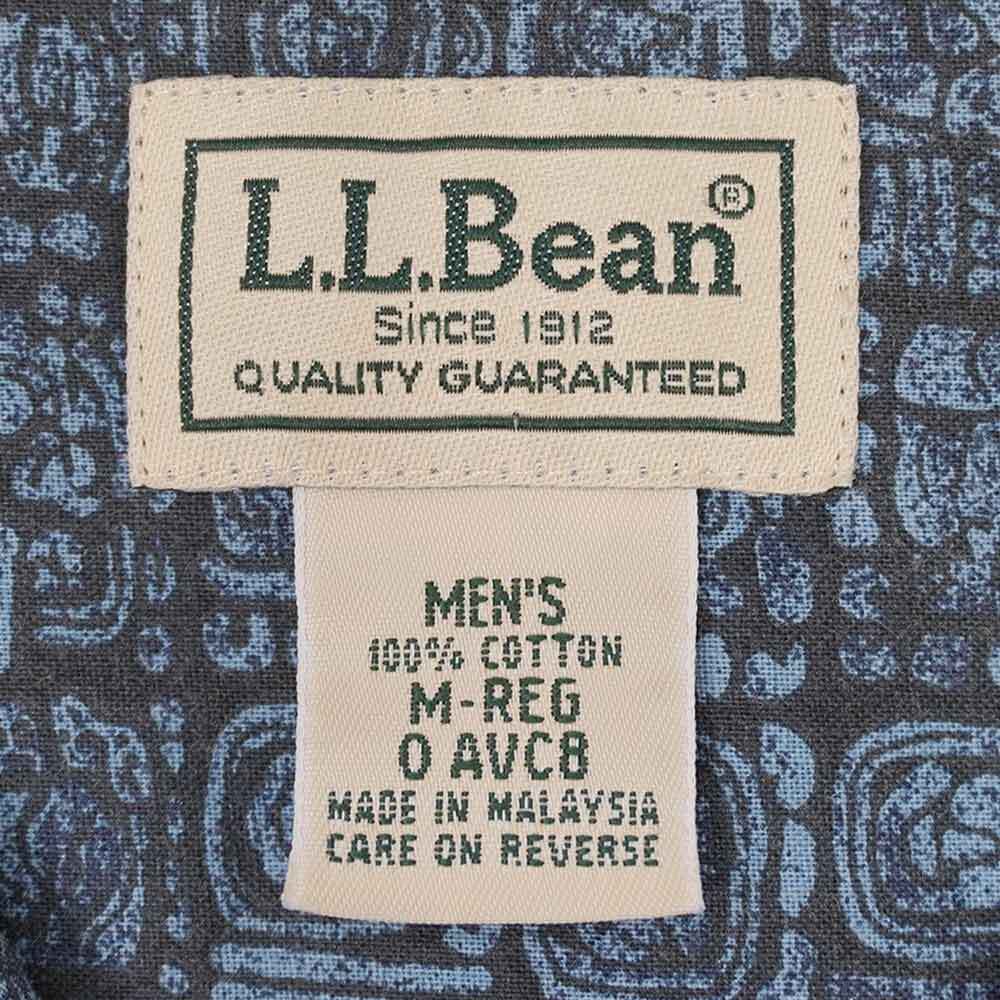 L.L.Bean®
Since 1912
QUALITY GUARANTEED
MEN'S
100% COTTON
M-REG
0 AVC8
MADE IN MALAYSIA
CARE ON REVERSE